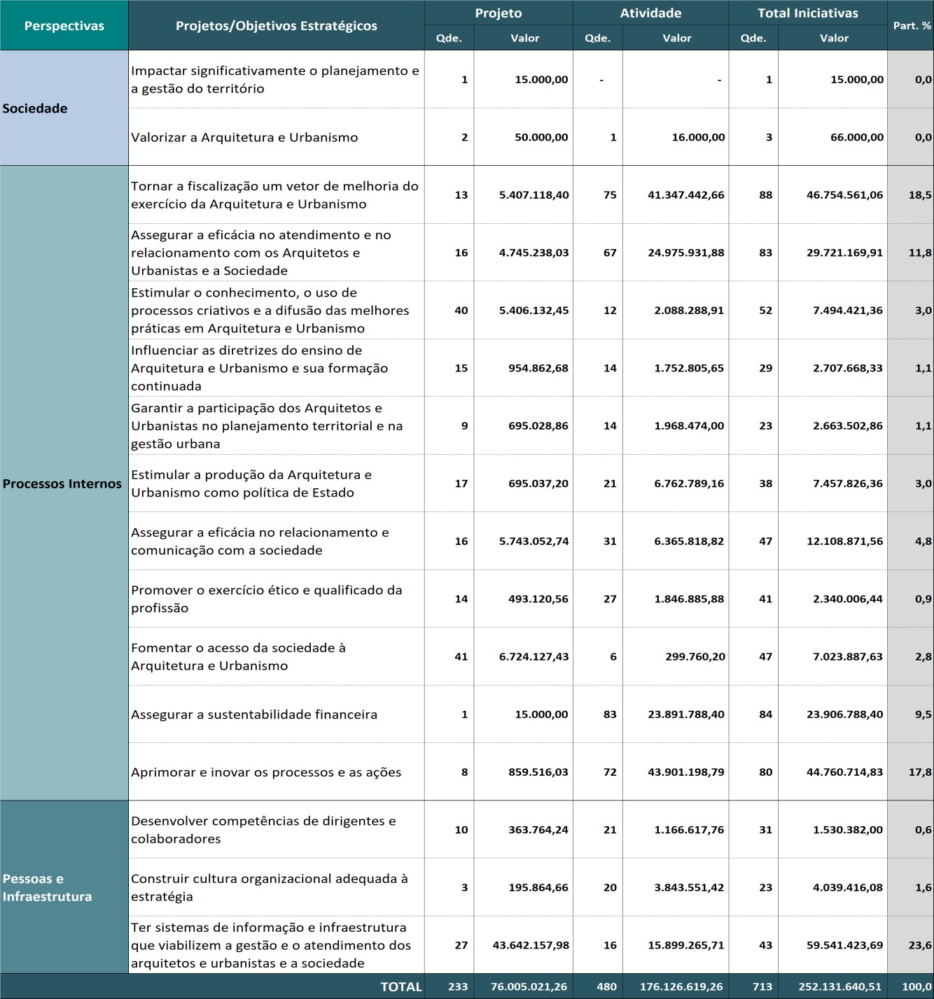 Perspectivas Projetos/Objetivos Estratégicos Projeto Atividade Total Iniciativas Part. %
Qde. Valor Qde. Valor Qde. Valor
Sociedade
Impactar significativamente o planejamento e
a gestão do território
1 15.000,00 - - 1 15.000,00 0,0
Valorizar a Arquitetura e Urbanismo 2 50.000,00 1 16.000,00 3 66.000,00 0,0
Processos Internos
Tornar a fiscalização um vetor de melhoria do
exercício da Arquitetura e Urbanismo
13 5.407.118,40 75 41.347.442,66 88 46.754.561,06 18,5
Assegurar a eficácia no atendimento e no
relacionamento com os Arquitetos e
Urbanistas e a Sociedade
16 4.745.238,03 67 24.975.931,88 83 29.721.169,91 11,8
Estimular o conhecimento, o uso de
processos criativos e a difusão das melhores
práticas em Arquitetura e Urbanismo
40 5.406.132,45 12 2.088.288,91 52 7.494.421,36 3,0
Influenciar as diretrizes do ensino de
Arquitetura e Urbanismo e sua formação
continuada
15 954.862,68 14 1.752.805,65 29 2.707.668,33 1,1
Garantir a participação dos Arquitetos e
Urbanistas no planejamento territorial e na
gestão urbana
9 695.028,86 14 1.968.474,00 23 2.663.502,86 1,1
Estimular a produção da Arquitetura e
Urbanismo como política de Estado
17 695.037,20 21 6.762.789,16 38 7.457.826,36 3,0
Assegurar a eficácia no relacionamento e
comunicação com a sociedade
16 5.743.052,74 31 6.365.818,82 47 12.108.871,56 4,8
Promover o exercício ético e qualificado da
profissão
14 493.120,56 27 1.846.885,88 41 2.340.006,44 0,9
Fomentar o acesso da sociedade à
Arquitetura e Urbanismo
41 6.724.127,43 6 299.760,20 47 7.023.887,63 2,8
Assegurar a sustentabilidade financeira 1 15.000,00 83 23.891.788,40 84 23.906.788,40 9,5
Aprimorar e inovar os processos e as ações 8 859.516,03 72 43.901.198,79 80 44.760.714,83 17,8
Pessoas e
Infraestrutura
Desenvolver competências de dirigentes e
colaboradores
10 363.764,24 21 1.166.617,76 31 1.530.382,00 0,6
Construir cultura organizacional adequada à
estratégia
3 195.864,66 20 3.843.551,42 23 4.039.416,08 1,6
Ter sistemas de informação e infraestrutura
que viabilizem a gestão e o atendimento dos
arquitetos e urbanistas e a sociedade
27 43.642.157,98 16 15.899.265,71 43 59.541.423,69 23,6
TOTAL 233 76.005.021,26 480 176.126.619,26 713 252.131.640,51 100,0